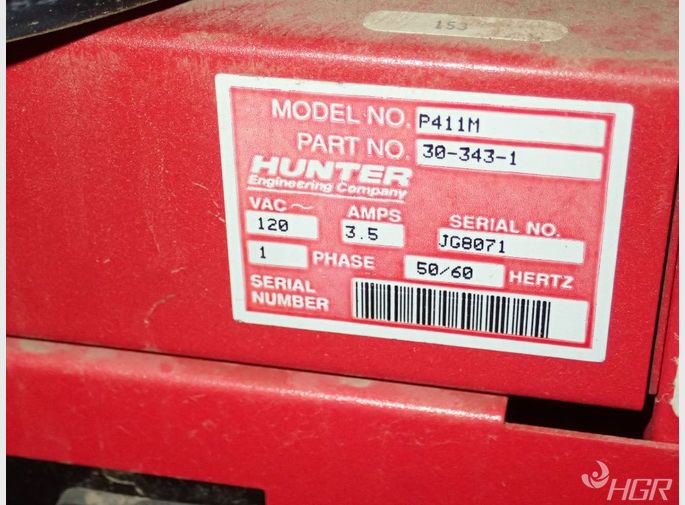 153
MODEL NO. P411M
PART NO. 30-343-1
HUNTER
Engineering Company
VAC ~ AMPS SERIAL NO.
120 3.5 JG8071
1 PHASE 50/60 HERTZ
SERIAL
NUMBER
HGR